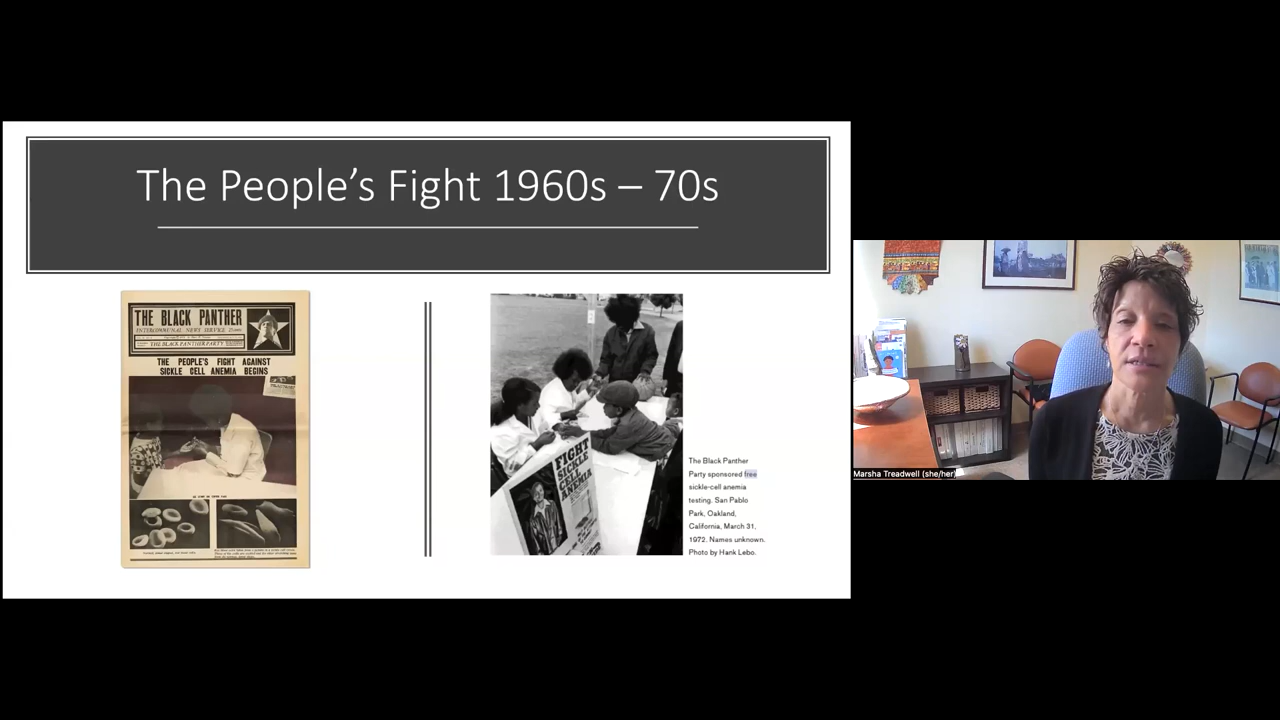 The People’s Fight 1960s – 70s
THE BLACK PANTHER
INTERCOMMUNAL NEWS SERVICE
THE BLACK PANTHER PARTY
THE PEOPLE'S FIGHT AGAINST
SICKLE CELL ANEMIA BEGINS
FIGHT
SICKLE
CELL
ANEMIA
The Black Panther
Party sponsored free
sickle-cell anemia
testing. San Pablo
Park, Oakland,
California, March 31,
1972. Names unknown.
Photo by Hank Lebo.
Marsha Treadwell (she/her)